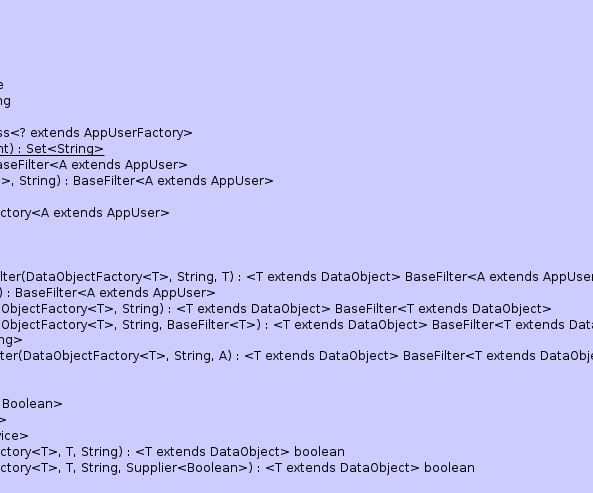 e
ng
ss<? extends AppUserFactory>
nt) : Set<String>
aseFilter<A extends AppUser>
>, String) : BaseFilter<A extends AppUser>
ctory<A extends AppUser>
lter(DataObjectFactory<T>, String, T) : <T extends DataObject> BaseFilter<A extends AppUser
) : BaseFilter<A extends AppUser>
ObjectFactory<T>, String) : <T extends DataObject> BaseFilter<T extends DataObject>
ObjectFactory<T>, String, BaseFilter<T>) : <T extends DataObject> BaseFilter<T extends Data
ng>
ter(DataObjectFactory<T>, String, A) : <T extends DataObject> BaseFilter<T extends DataObje
Boolean>
>
vice>
ctory<T>, T, String) : <T extends DataObject> boolean
ctory<T>, T, String, Supplier<Boolean>) : <T extends DataObject> boolean